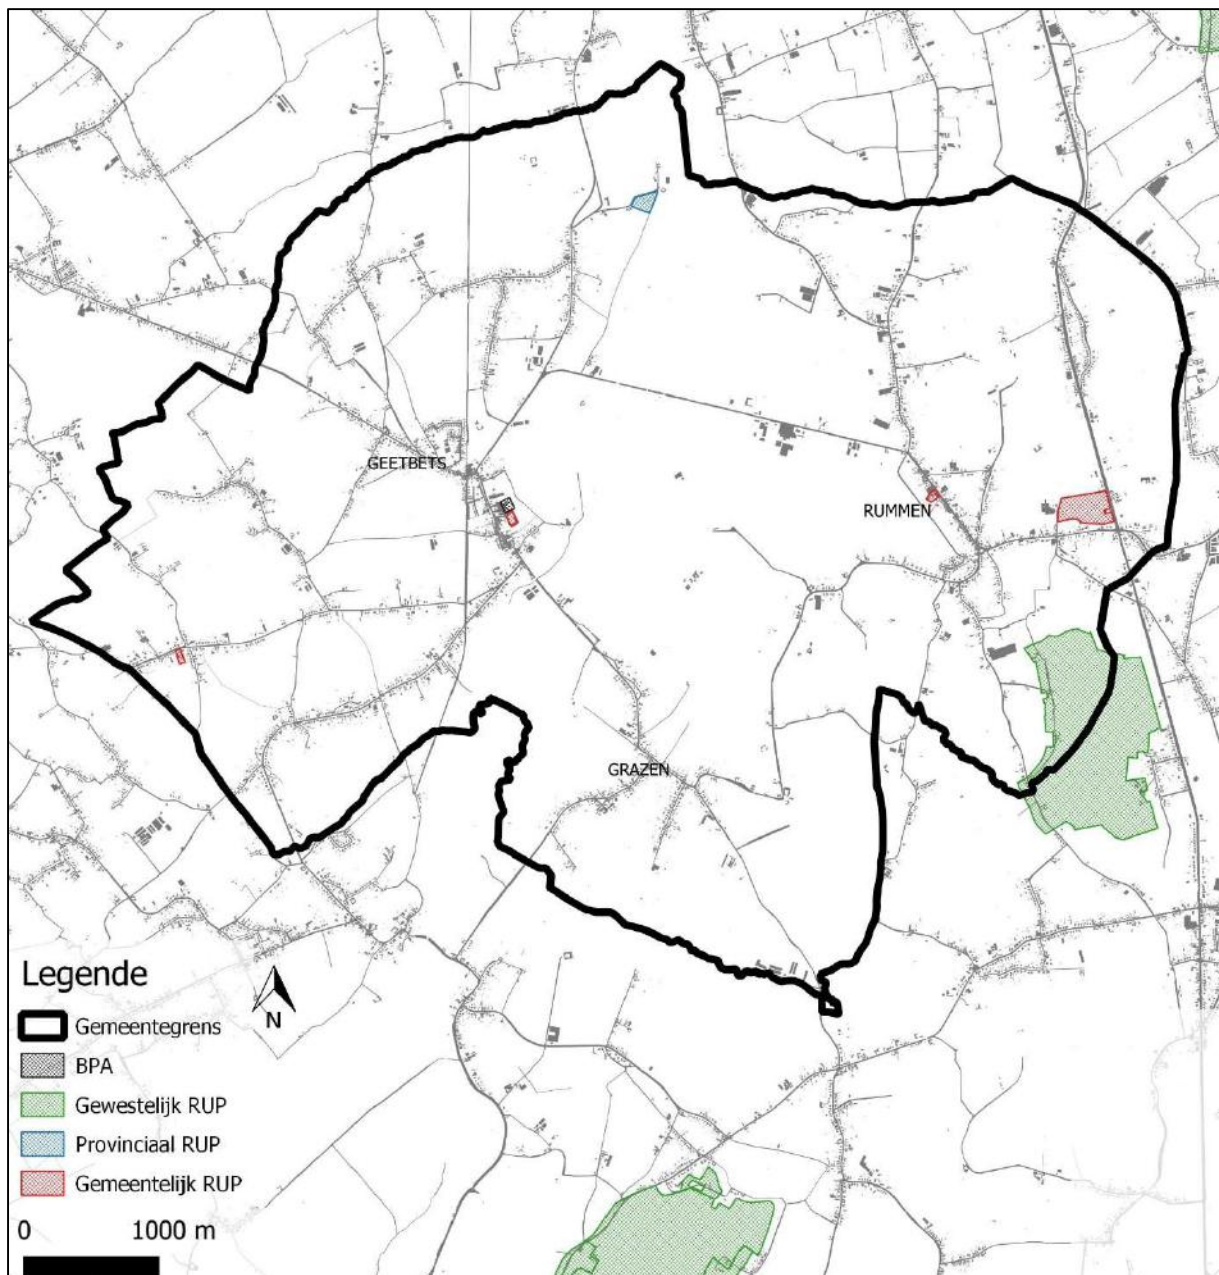 GEETBETS
RUMMEN
GRAZEN
Legende
N
Gemeentegrens
BPA
Gewestelijk RUP
Provinciaal RUP
Gemeentelijk RUP
0 1000 m